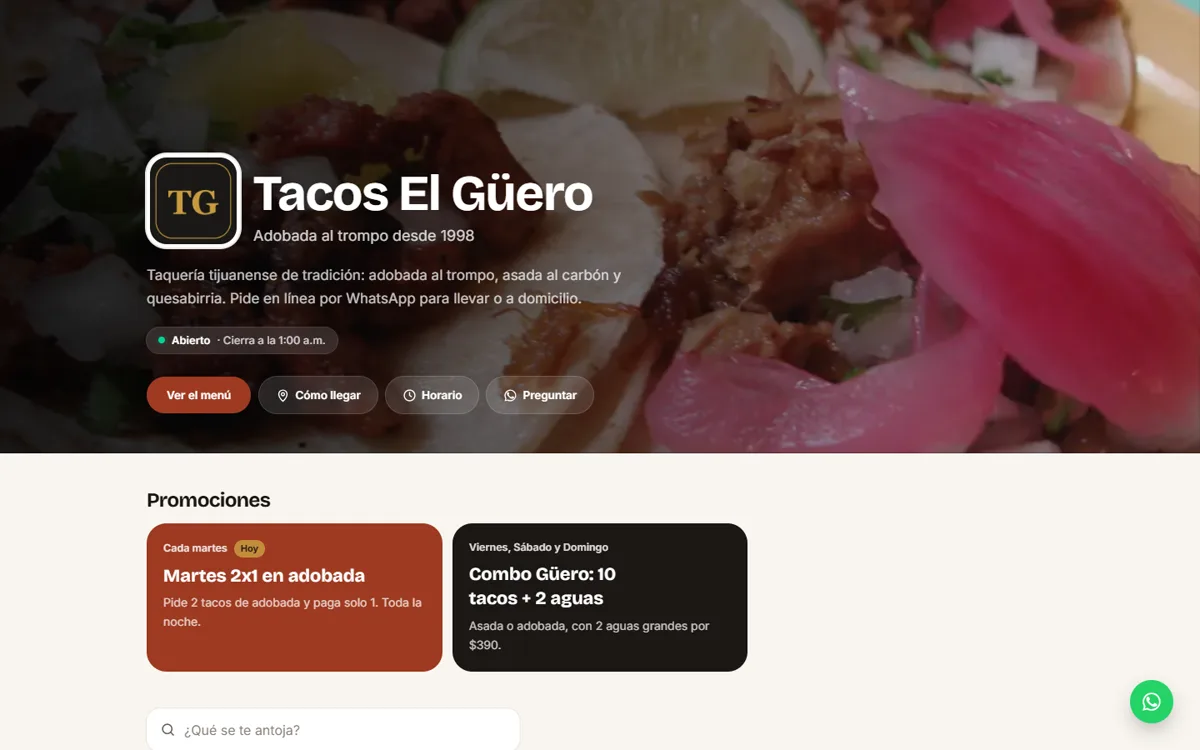 TG
Tacos El Güero
Adobada al trompo desde 1998
Taquería tijuanense de tradición: adobada al trompo, asada al carbón y
quesabirria. Pide en línea por WhatsApp para llevar o a domicilio.
Abierto · Cierra a la 1:00 a.m.
Ver el menú
Cómo llegar
Horario
Preguntar
Promociones
Cada martes Hoy
Martes 2x1 en adobada
Pide 2 tacos de adobada y paga solo 1. Toda la
noche.
Viernes, Sábado y Domingo
Combo Güero: 10
tacos + 2 aguas
Asada o adobada, con 2 aguas grandes por
$390.
¿Qué se te antoja?